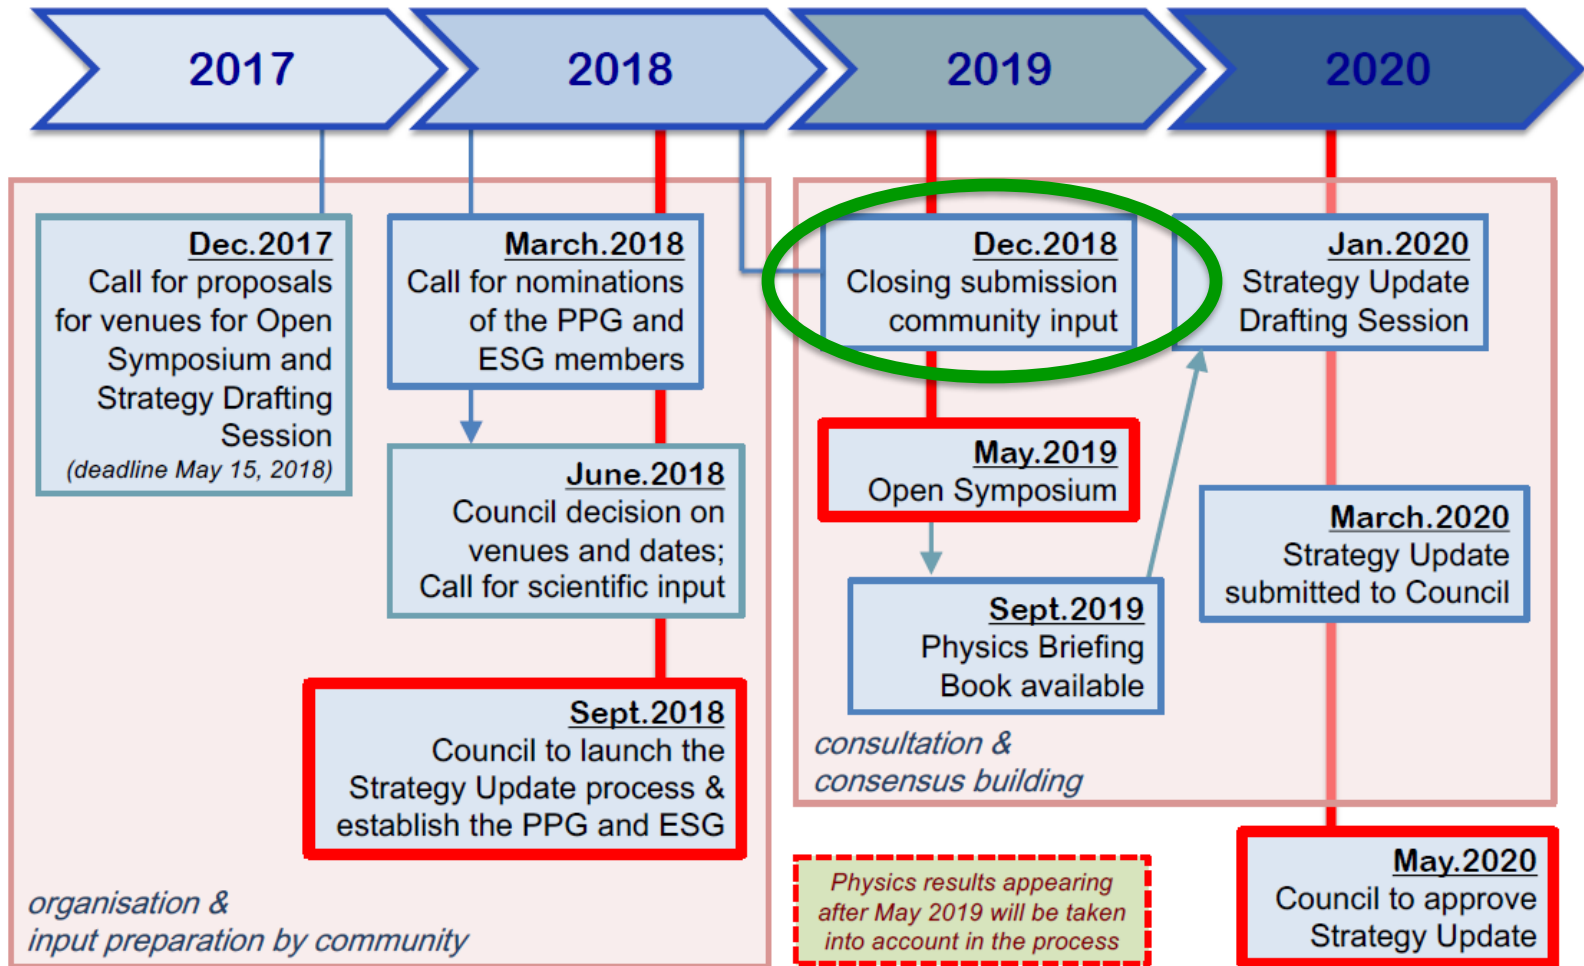 2017
2018
2019
2020
Dec.2017
Call for proposals
for venues for Open
Symposium and
Strategy Drafting
Session
(deadline May 15, 2018)
March.2018
Call for nominations
of the PPG and
ESG members
June.2018
Council decision on
venues and dates;
Call for scientific input
Sept.2018
Council to launch the
Strategy Update process &
establish the PPG and ESG
organisation &
input preparation by community
Dec.2018
Closing submission
community input
May.2019
Open Symposium
Sept.2019
Physics Briefing
Book available
Jan.2020
Strategy Update
Drafting Session
March.2020
Strategy Update
submitted to Council
consultation &
consensus building
Physics results appearing
after May 2019 will be taken
into account in the process
May.2020
Council to approve
Strategy Update